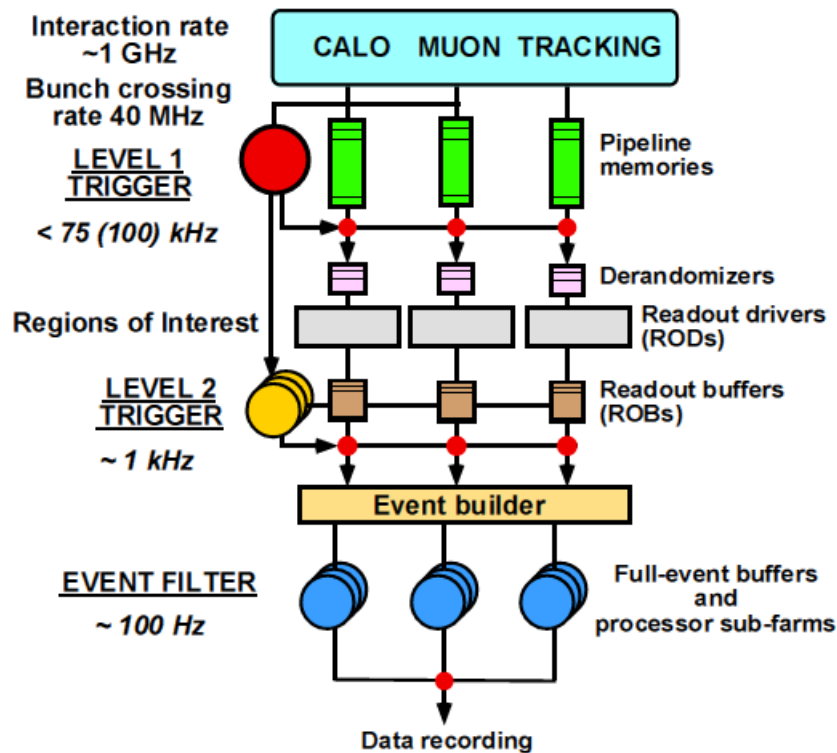 Interaction rate
~1 GHz
CALO MUON TRACKING
Bunch crossing
rate 40 MHz
LEVEL 1
TRIGGER
< 75 (100) kHz
Pipeline
memories
Derandomizers
Regions of Interest
Readout drivers
(RODs)
LEVEL 2
TRIGGER
~ 1 kHz
Readout buffers
(ROBs)
Event builder
EVENT FILTER
~ 100 Hz
Full-event buffers
and
processor sub-farms
Data recording